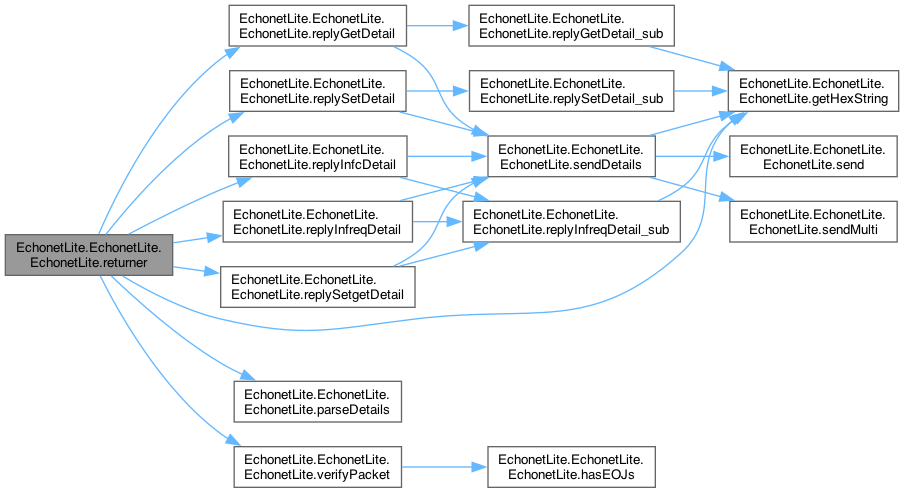 EchonetLite.EchonetLite.
EchonetLite.returner
EchonetLite.EchonetLite.
EchonetLite.replyGetDetail
EchonetLite.EchonetLite.
EchonetLite.replySetDetail
EchonetLite.EchonetLite.
EchonetLite.replyInfcDetail
EchonetLite.EchonetLite.
EchonetLite.replyInfreqDetail
EchonetLite.EchonetLite.
EchonetLite.replySetgetDetail
EchonetLite.EchonetLite.
EchonetLite.parseDetails
EchonetLite.EchonetLite.
EchonetLite.verifyPacket
EchonetLite.EchonetLite.
EchonetLite.replyGetDetail_sub
EchonetLite.EchonetLite.
EchonetLite.replySetDetail_sub
EchonetLite.EchonetLite.
EchonetLite.sendDetails
EchonetLite.EchonetLite.
EchonetLite.replyInfreqDetail_sub
EchonetLite.EchonetLite.
EchonetLite.hasEOJs
EchonetLite.EchonetLite.
EchonetLite.getHexString
EchonetLite.EchonetLite.
EchonetLite.send
EchonetLite.EchonetLite.
EchonetLite.sendMulti